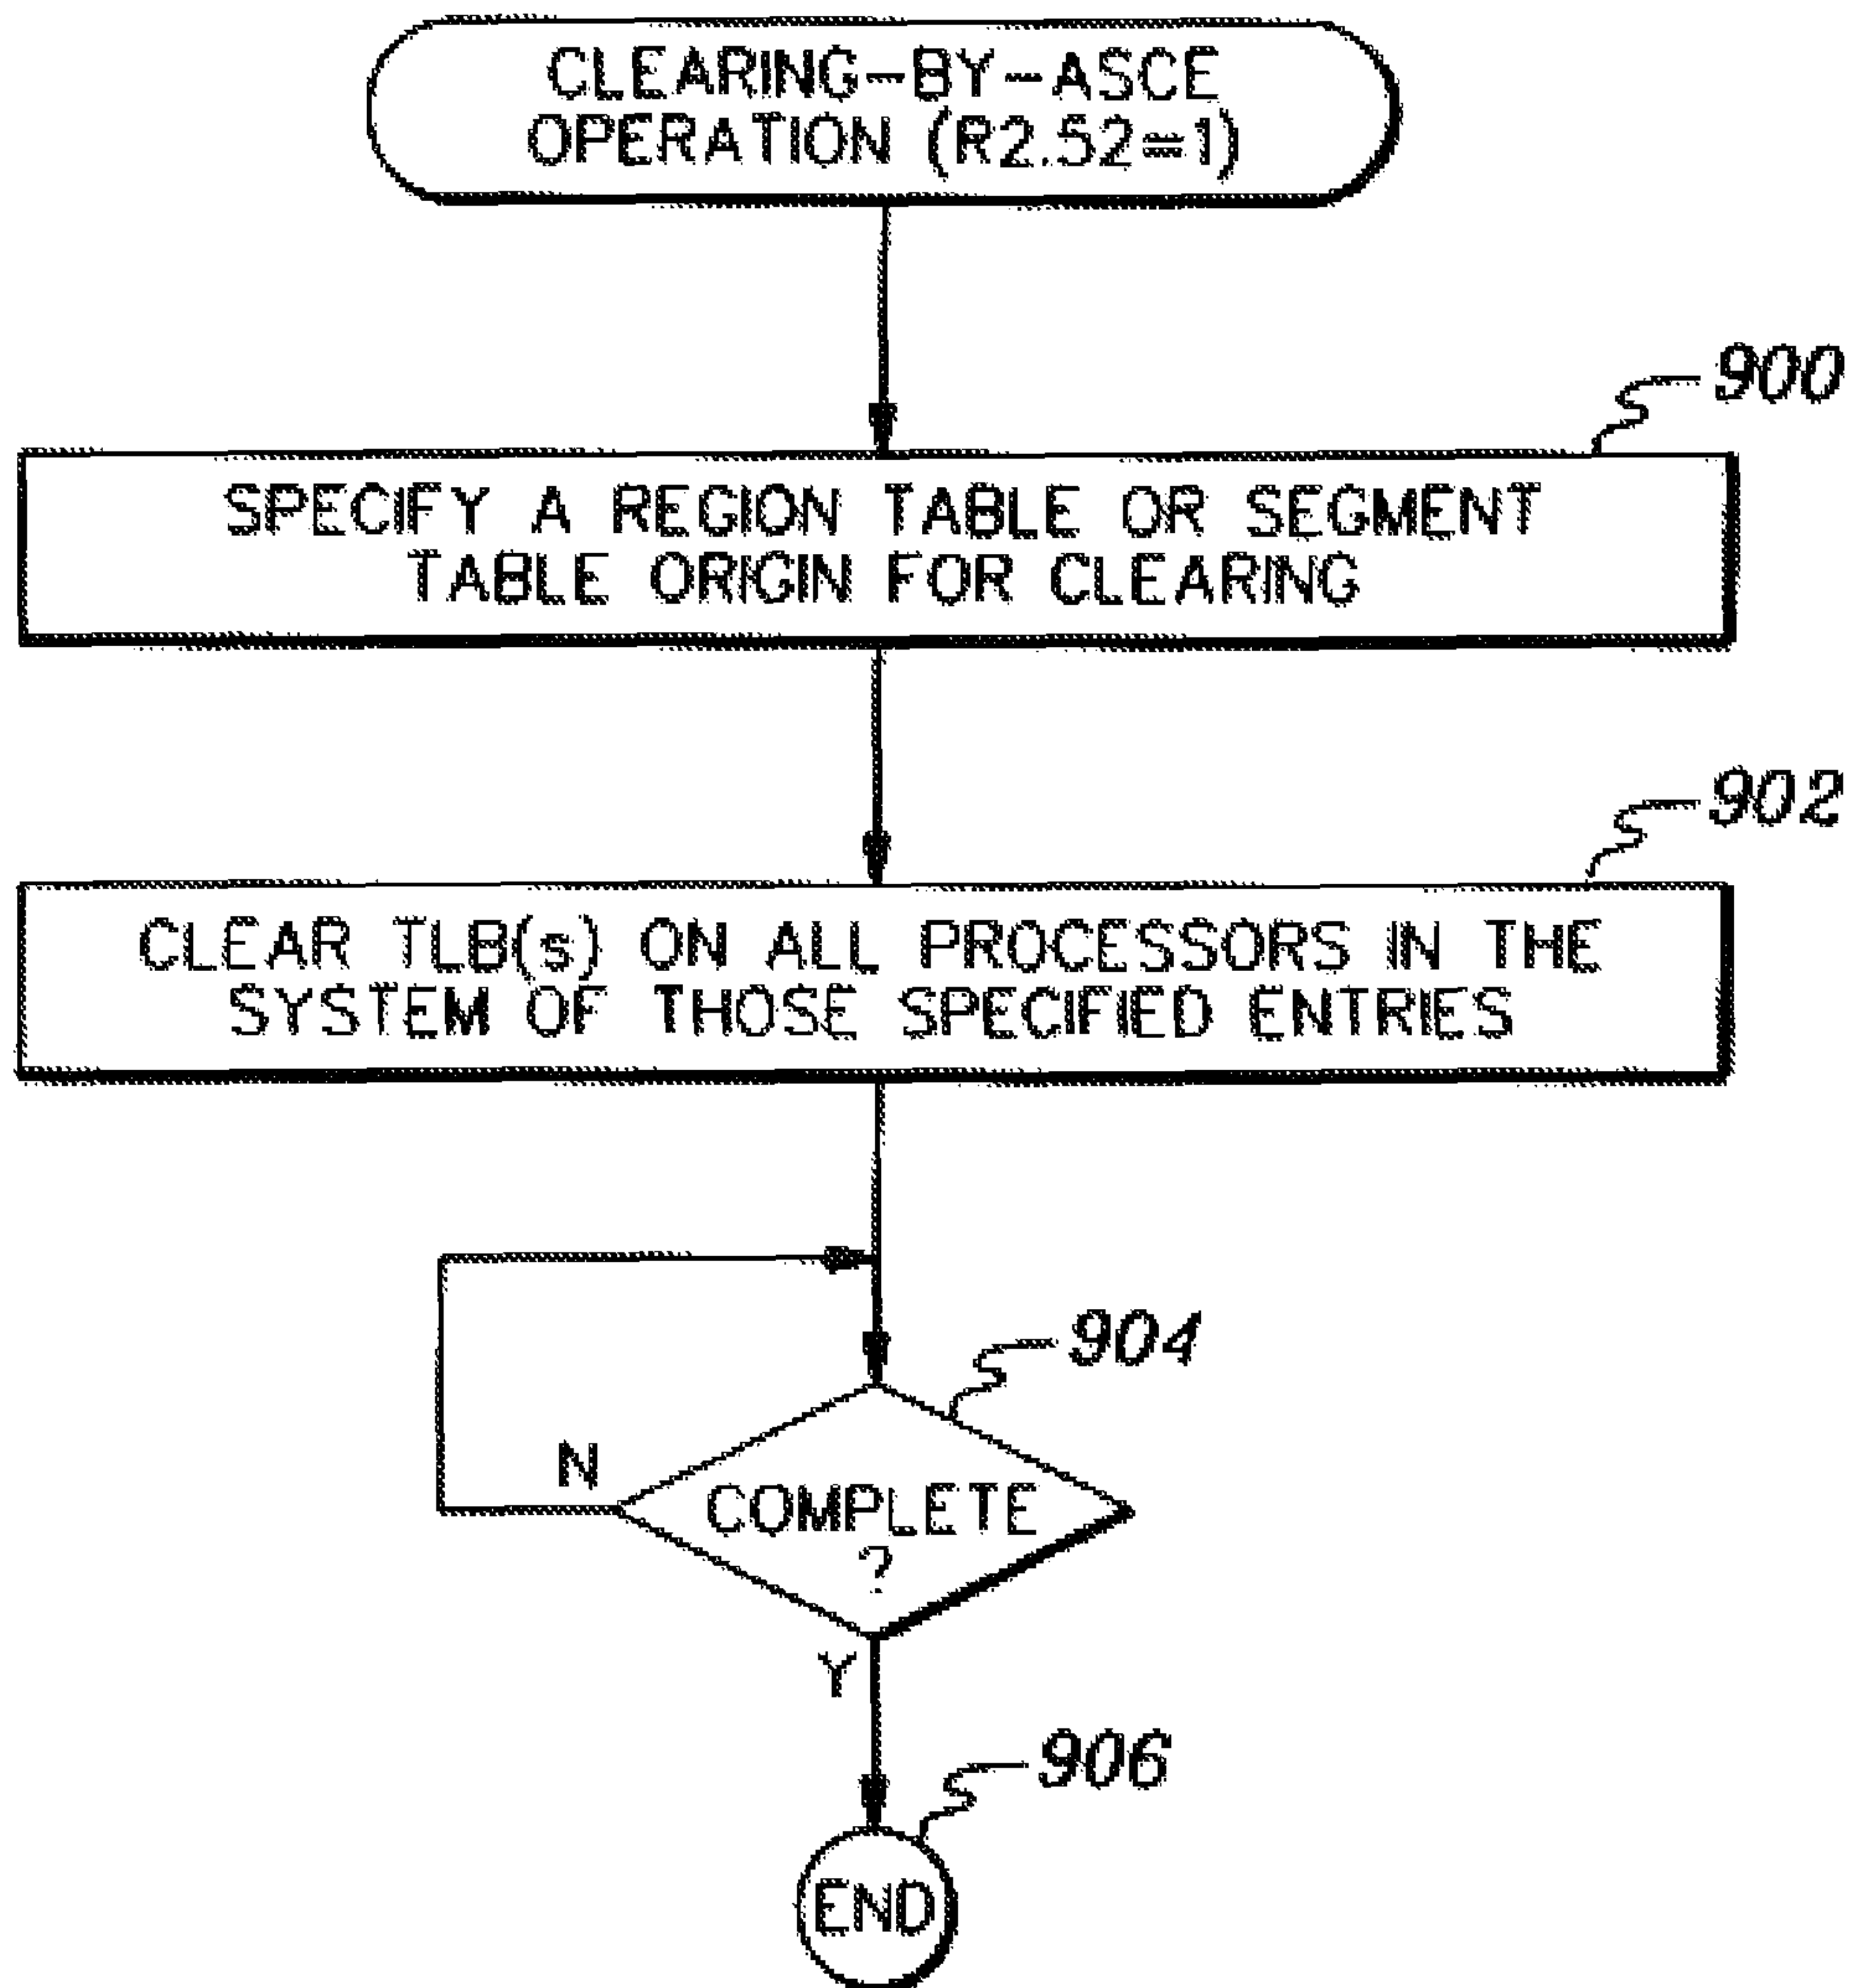 CLEARING-BY-ASCE
OPERATION (R2.52=1)
900
SPECIFY A REGION TABLE OR SEGMENT
TABLE ORIGIN FOR CLEARING
902
CLEAR TLB(s) ON ALL PROCESSORS IN THE
SYSTEM OF THOSE SPECIFIED ENTRIES
904
N
COMPLETE
?
Y
906
END